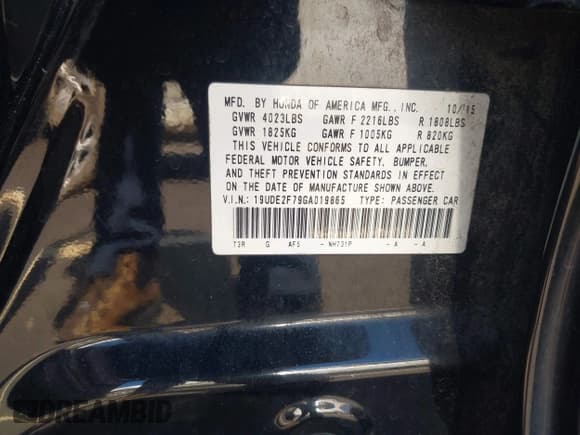 MFD. BY HONDA OF AMERICA MFG., INC. 10/15
GVWR 4023LBS GAWR F 2216LBS R 1808LBS
GVWR 1825KG GAWR F 1005KG R 820KG
THIS VEHICLE CONFORMS TO ALL APPLICABLE
FEDERAL MOTOR VEHICLE SAFETY, BUMPER,
AND THEFT PREVENTION STANDARDS IN EFFECT
ON THE DATE OF MANUFACTURE SHOWN ABOVE.
V.I.N.: 19UDE2F79GA019865 TYPE: PASSENGER CAR
T3R G AF5 - NH731P - A - A
DREAMBID